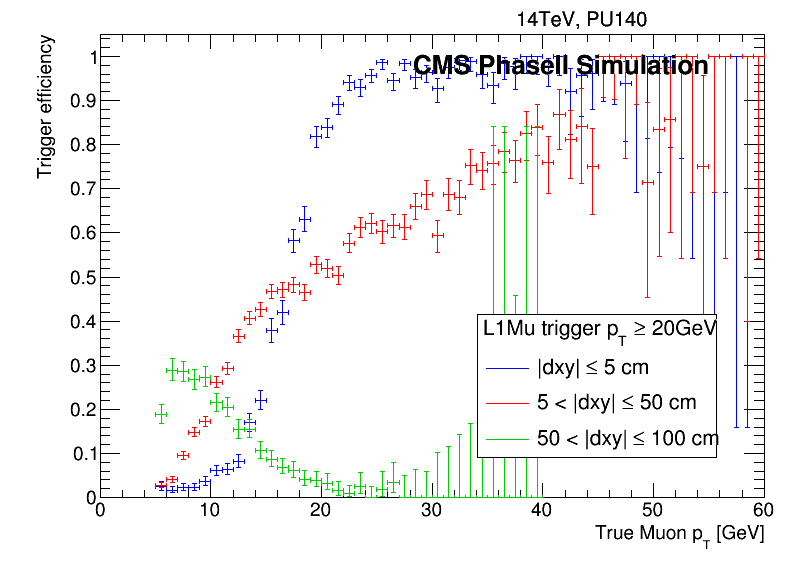 14TeV, PU140
CMS PhaseII Simulation
Trigger efficiency
1
0.9
0.8
0.7
0.6
0.5
0.4
0.3
0.2
0.1
0
L1Mu trigger p_T ≥ 20GeV
|dxy| ≤ 5 cm
5 < |dxy| ≤ 50 cm
50 < |dxy| ≤ 100 cm
0 10 20 30 40 50 60
True Muon p_T [GeV]